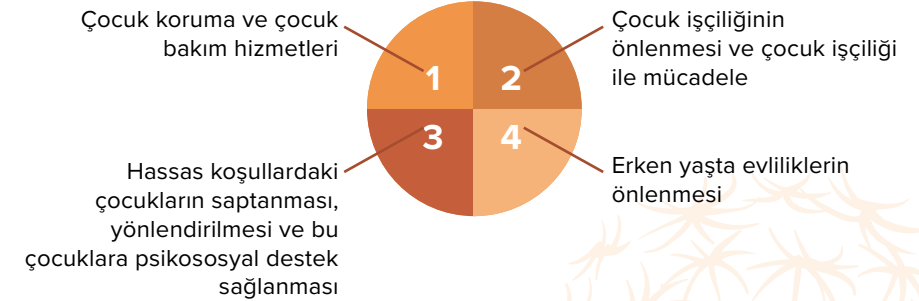 Çocuk koruma ve çocuk
bakım hizmetleri
1
2
Çocuk işçiliğinin
önlenmesi ve çocuk işçiliği
ile mücadele
3
Hassas koşullardaki
çocukların saptanması,
yönlendirilmesi ve bu
çocuklara psikososyal destek
sağlanması
4
Erken yaşta evliliklerin
önlenmesi